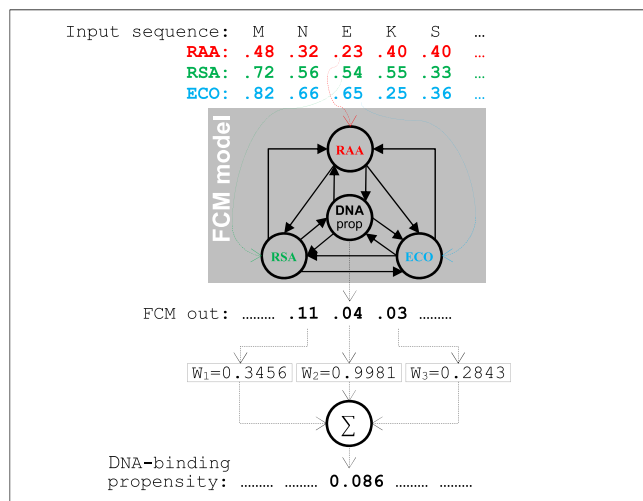 Input sequence: M N E K S …
RAA: .48 .32 .23 .40 .40 …
RSA: .72 .56 .54 .55 .33 …
ECO: .82 .66 .65 .25 .36 …
FCM model
RAA
DNA
prop
RSA
ECO
FCM out: ……… .11 .04 .03 ………
W₁=0.3456 W₂=0.9981 W₃=0.2843
∑
DNA-binding
propensity: ……… ……… 0.086 ……… ………